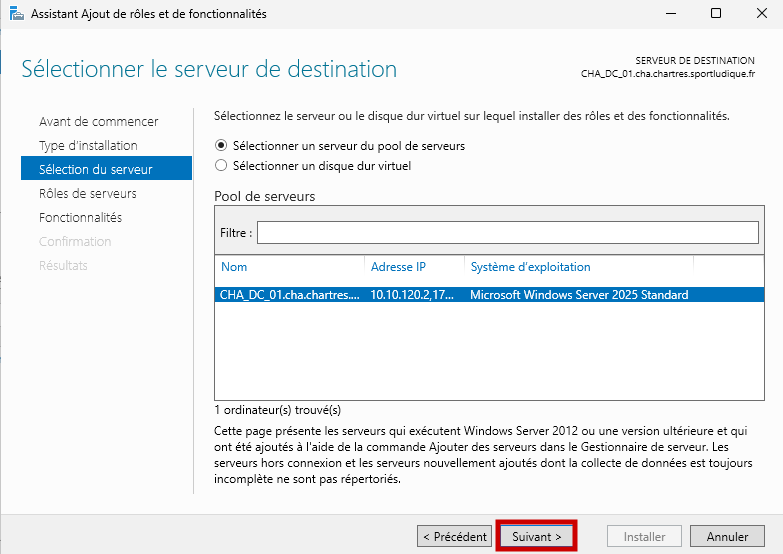 Assistant Ajout de rôles et de fonctionnalités
Sélectionner le serveur de destination
SERVEUR DE DESTINATION
CHA_DC_01.cha.chartres.sportludique.fr
Avant de commencer
Type d'installation
Sélection du serveur
Rôles de serveurs
Fonctionnalités
Confirmation
Résultats
Sélectionnez le serveur ou le disque dur virtuel sur lequel installer des rôles et des fonctionnalités.
Sélectionner un serveur du pool de serveurs
Sélectionner un disque dur virtuel
Pool de serveurs
Filtre :
Nom Adresse IP Système d'exploitation
CHA_DC_01.cha.chartres.... 10.10.120.2,17... Microsoft Windows Server 2025 Standard
1 ordinateur(s) trouvé(s)
Cette page présente les serveurs qui exécutent Windows Server 2012 ou une version ultérieure et qui
ont été ajoutés à l'aide de la commande Ajouter des serveurs dans le Gestionnaire de serveur. Les
serveurs hors connexion et les serveurs nouvellement ajoutés dont la collecte de données est toujours
incomplète ne sont pas répertoriés.
< Précédent Suivant > Installer Annuler